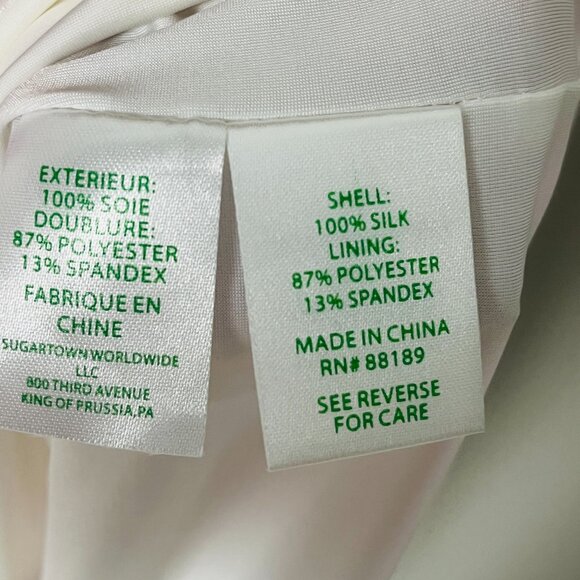 EXTERIEUR:
100% SOIE
DOUBLURE:
87% POLYESTER
13% SPANDEX
FABRIQUE EN
CHINE
SUGARTOWN WORLDWIDE
LLC
800 THIRD AVENUE
KING OF PRUSSIA,PA
SHELL:
100% SILK
LINING:
87% POLYESTER
13% SPANDEX
MADE IN CHINA
RN# 88189
SEE REVERSE
FOR CARE